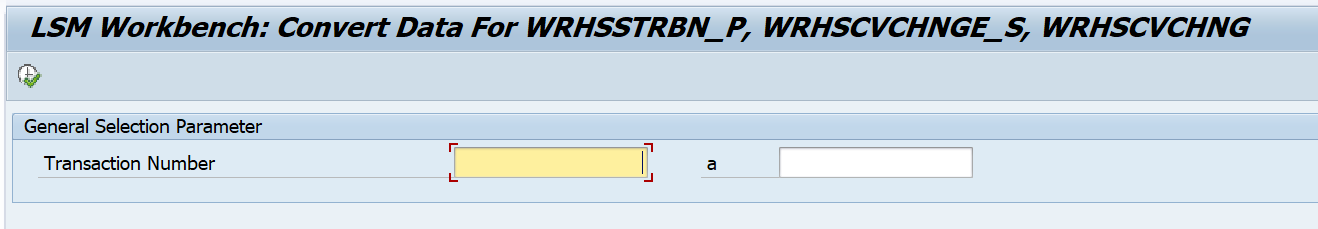 LSM Workbench: Convert Data For WRHSSTRBN_P, WRHSCVCHNGE_S, WRHSCVCHNG
General Selection Parameter
Transaction Number a